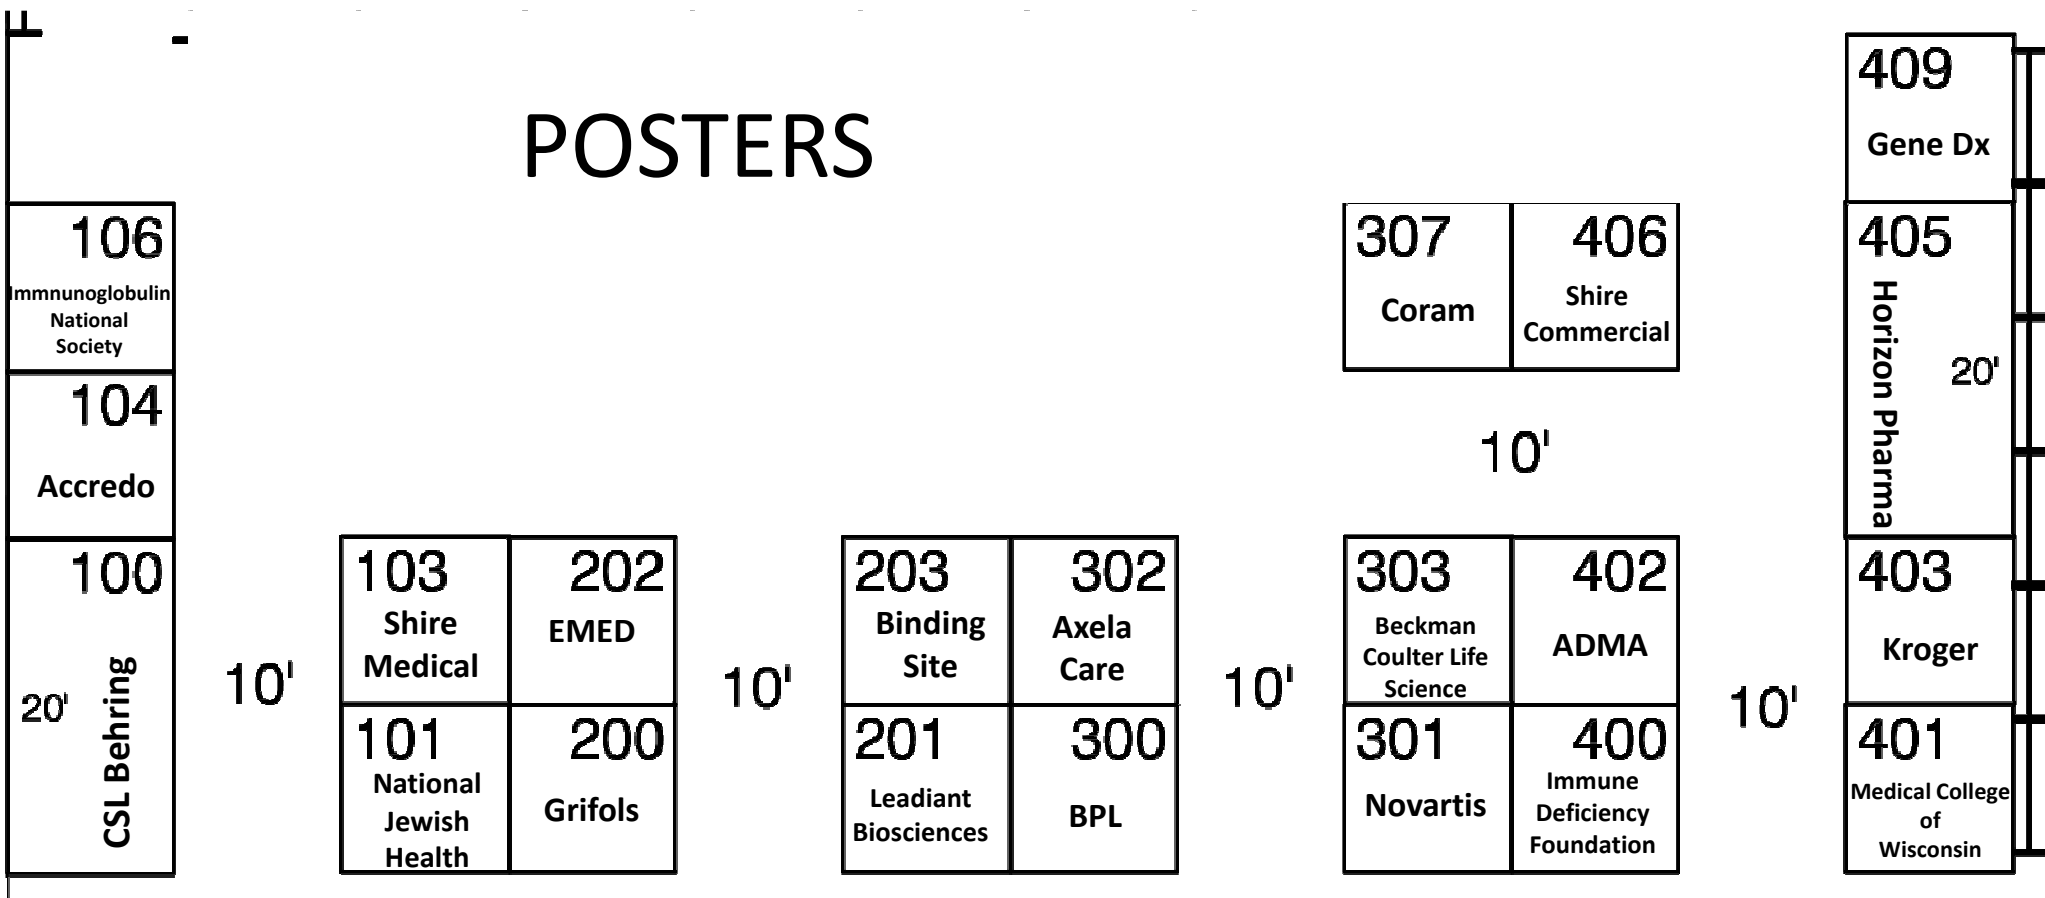 POSTERS
409
Gene Dx
106
Immnunoglobulin
National
Society
307
Coram
406
Shire
Commercial
405
Horizon Pharma
20'
104
Accredo
10'
100
CSL Behring
20'
10'
103
Shire
Medical
202
EMED
10'
203
Binding
Site
302
Axela
Care
10'
303
Beckman
Coulter Life
Science
402
ADMA
10'
403
Kroger
101
National
Jewish
Health
200
Grifols
201
Leadiant
Biosciences
300
BPL
301
Novartis
400
Immune
Deficiency
Foundation
401
Medical College
of
Wisconsin